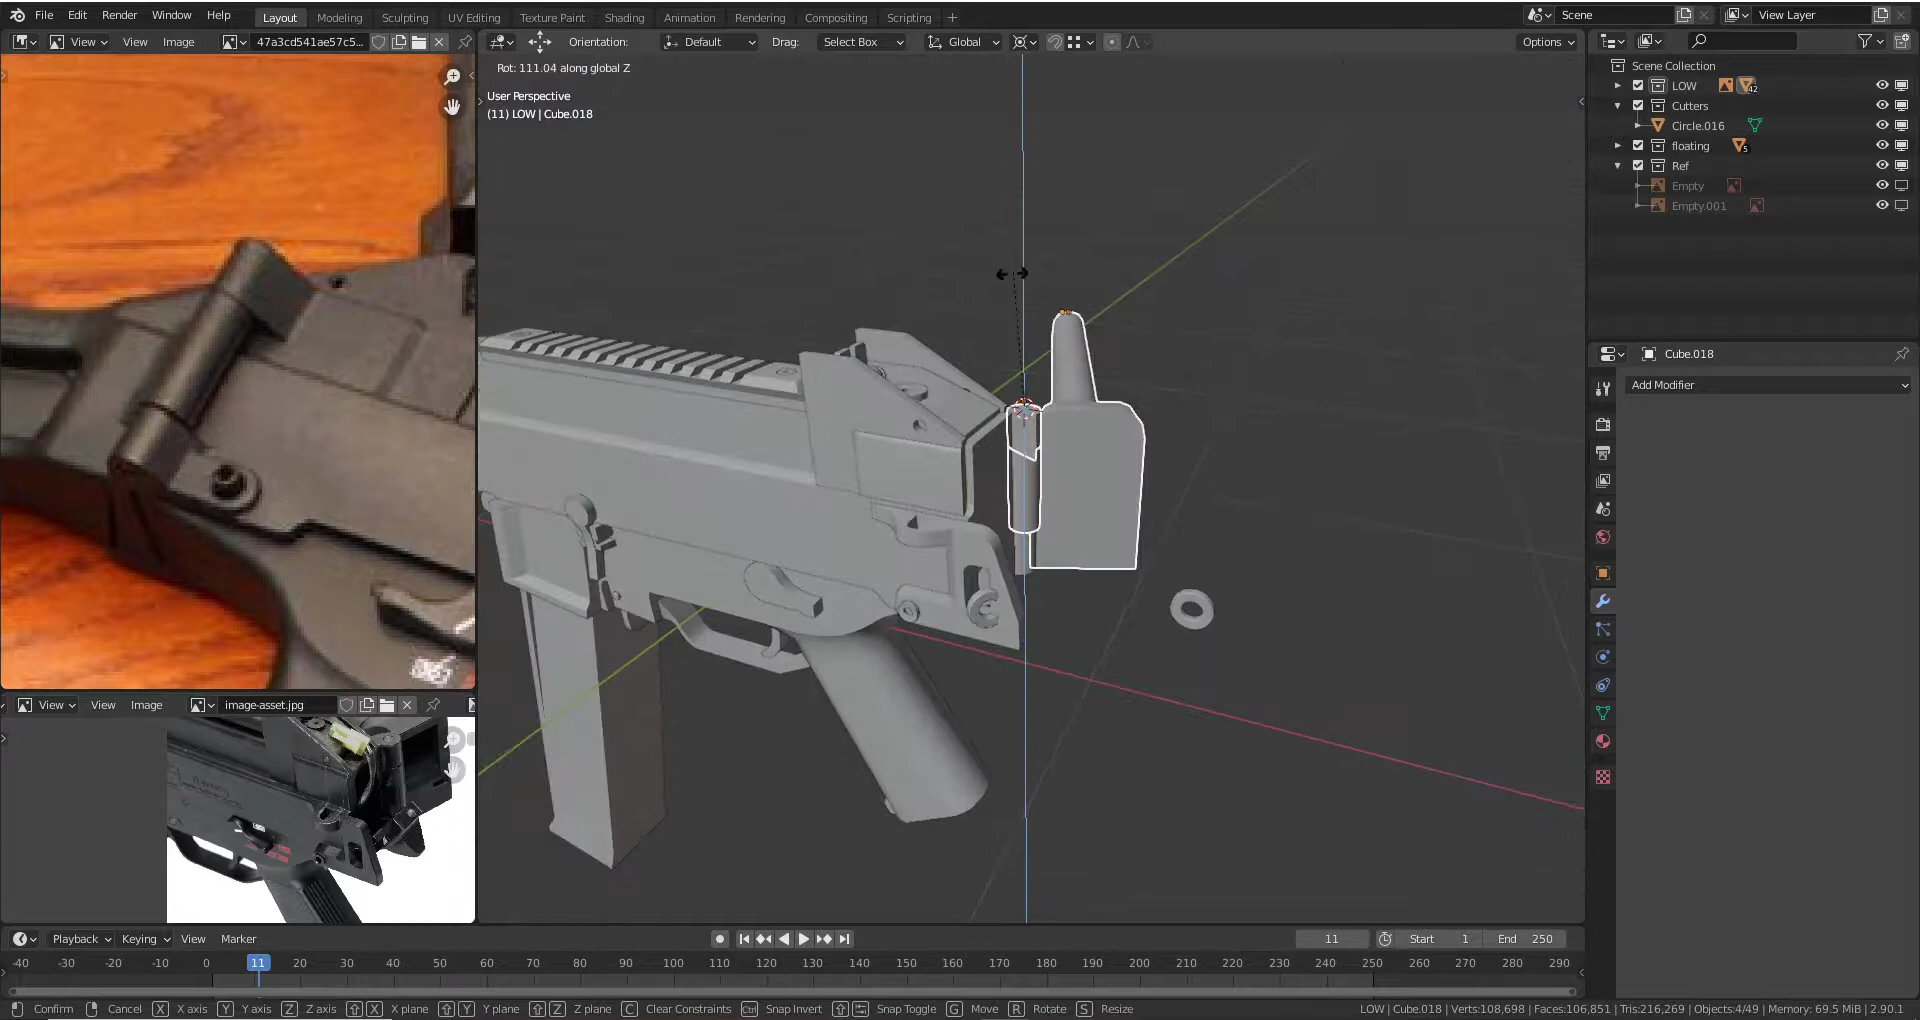 File Edit Render Window Help
Layout Modeling Sculpting UV Editing Texture Paint Shading Animation Rendering Compositing Scripting +
Scene
View Layer
View View Image 47a3cd541ae57c5...
Orientation: Default Drag: Select Box Global Options
Rot: 111.04 along global Z
User Perspective
(11) LOW | Cube.018
Scene Collection
LOW 42
Cutters
Circle.016
floating 5
Ref
Empty
Empty.001
Cube.018
Add Modifier
View View Image image-asset.jpg
Playback Keying View Marker
11 Start 1 End 250
-40 -30 -20 -10 0 11 20 30 40 50 60 70 80 90 100 110 120 130 140 150 160 170 180 190 200 210 220 230 240 250 260 270 280 290
Confirm Cancel X X axis Y Y axis Z Z axis X X plane Y Y plane Z Z plane C Clear Constraints Ctrl Snap Invert Snap Toggle G Move R Rotate S Resize
LOW | Cube.018 | Verts:108,698 | Faces:106,851 | Tris:216,269 | Objects:4/49 | Memory: 69.5 MiB | 2.90.1